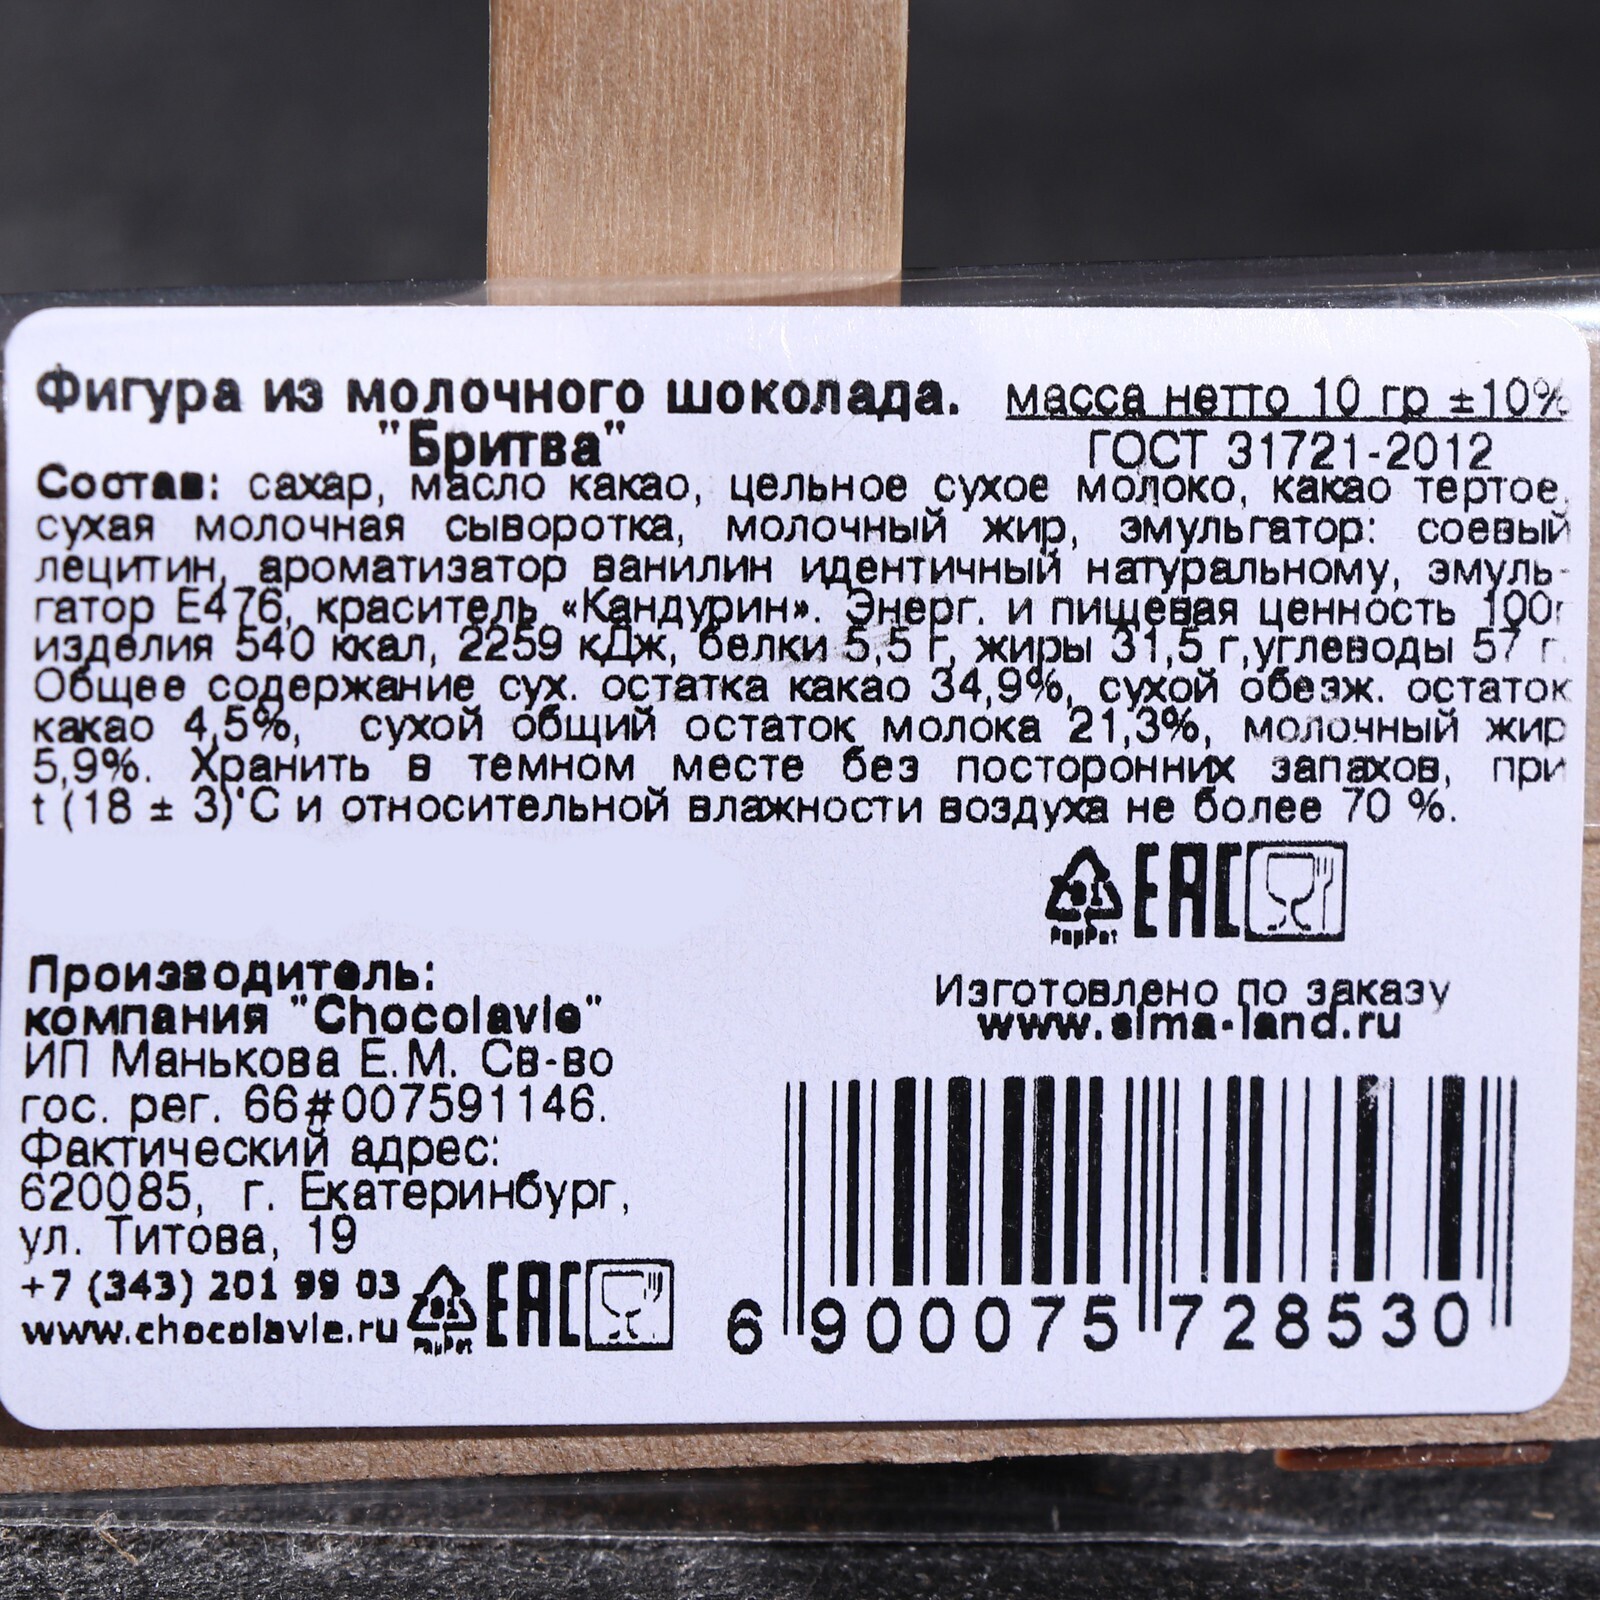 Фигура из молочного шоколада. масса нетто 10 гр ±10%
"Бритва" ГОСТ 31721-2012
Состав: сахар, масло какао, цельное сухое молоко, какао тертое,
сухая молочная сыворотка, молочный жир, эмульгатор: соевый
лецитин, ароматизатор ванилин идентичный натуральному, эмуль-
гатор Е476, краситель «Кандурин». Энерг. и пищевая ценность 100г
изделия 540 ккал, 2259 кДж, белки 5,5 г, жиры 31,5 г,углеводы 57 г.
Общее содержание сух. остатка какао 34,9%, сухой обезж. остаток
какао 4,5%, сухой общий остаток молока 21,3%, молочный жир
5,9%. Хранить в темном месте без посторонних запахов, при
t (18 ± 3)°С и относительной влажности воздуха не более 70 %.
81 EAC
PapPet
Производитель:
компания "Chocolavie"
ИП Манькова Е.М. Св-во
гос. рег. 66#007591146.
Фактический адрес:
620085, г. Екатеринбург,
ул. Титова, 19
+7 (343) 201 99 03
www.chocolavie.ru
81 EAC
PapPet
Изготовлено по заказу
www.sima-land.ru
6 900075 728530